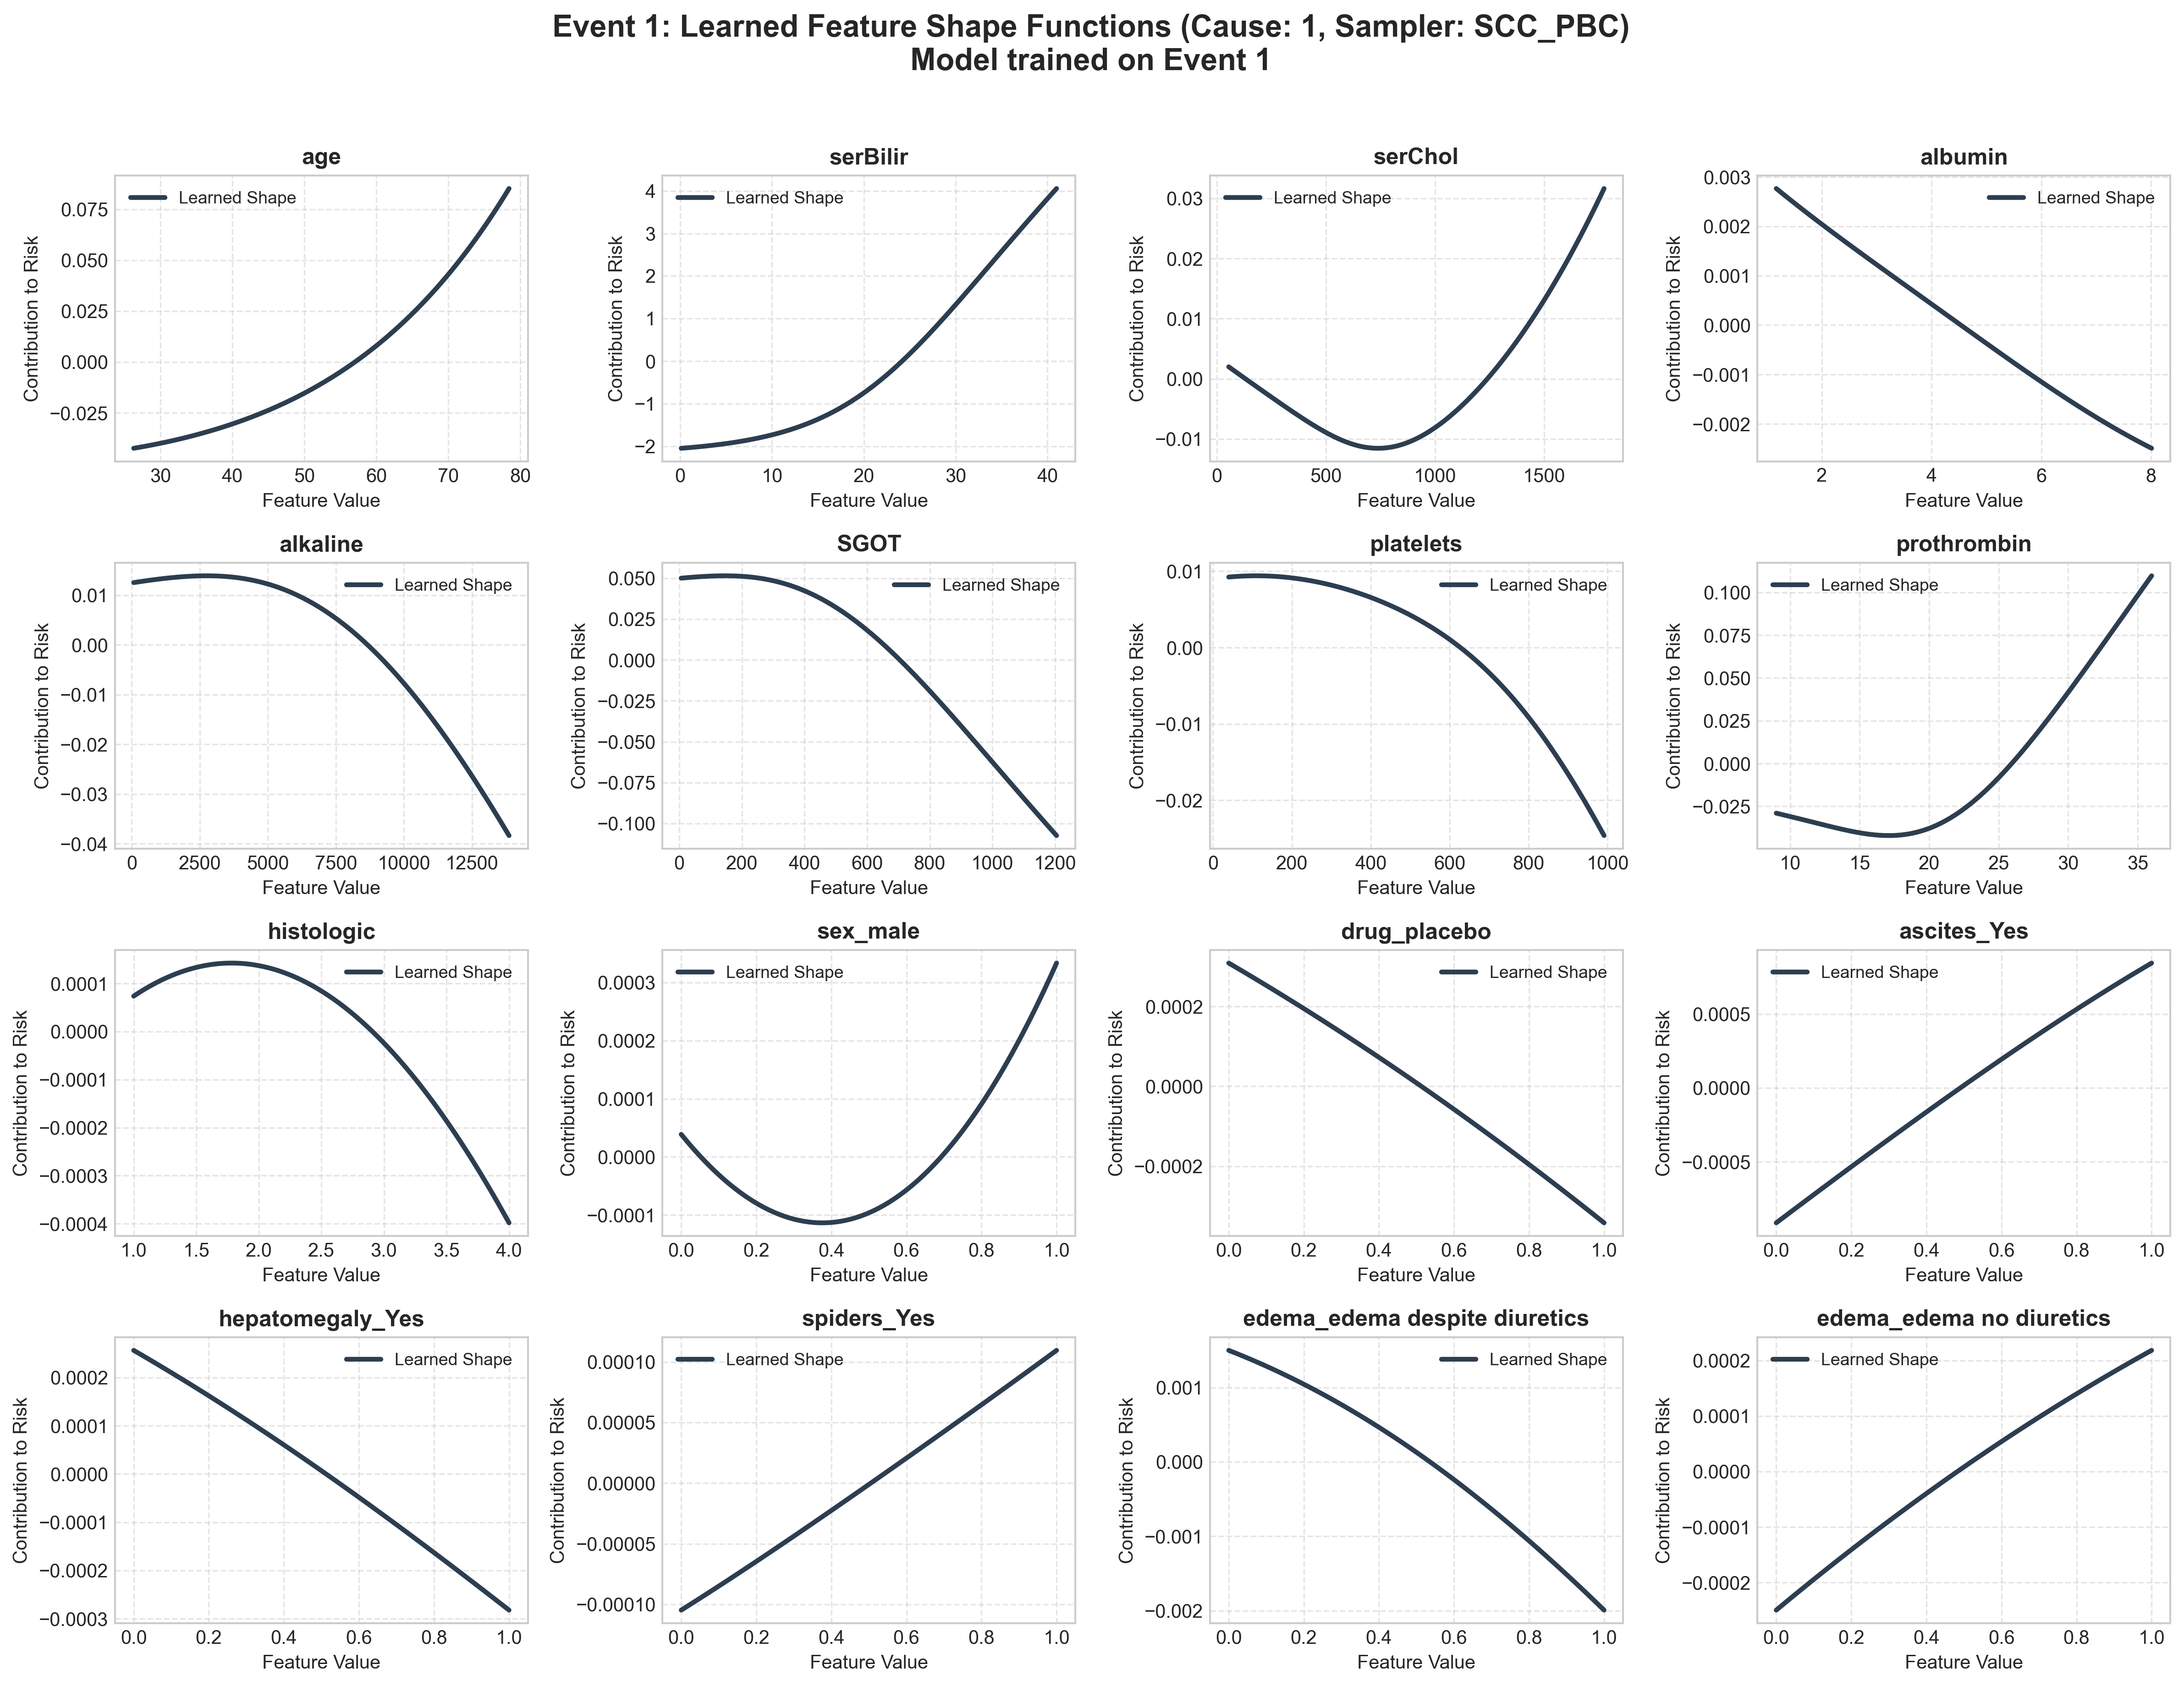 Event 1: Learned Feature Shape Functions (Cause: 1, Sampler: SCC_PBC)
Model trained on Event 1
age
Learned Shape
Contribution to Risk
0.075
0.050
0.025
0.000
−0.025
30 40 50 60 70 80
Feature Value
serBilir
Learned Shape
Contribution to Risk
4
3
2
1
0
−1
−2
0 10 20 30 40
Feature Value
serChol
Learned Shape
Contribution to Risk
0.03
0.02
0.01
0.00
−0.01
0 500 1000 1500
Feature Value
albumin
Learned Shape
Contribution to Risk
0.003
0.002
0.001
0.000
−0.001
−0.002
2 4 6 8
Feature Value
alkaline
Learned Shape
Contribution to Risk
0.01
0.00
−0.01
−0.02
−0.03
−0.04
0 2500 5000 7500 10000 12500
Feature Value
SGOT
Learned Shape
Contribution to Risk
0.050
0.025
0.000
−0.025
−0.050
−0.075
−0.100
0 200 400 600 800 1000 1200
Feature Value
platelets
Learned Shape
Contribution to Risk
0.01
0.00
−0.01
−0.02
0 200 400 600 800 1000
Feature Value
prothrombin
Learned Shape
Contribution to Risk
0.100
0.075
0.050
0.025
0.000
−0.025
10 15 20 25 30 35
Feature Value
histologic
Learned Shape
Contribution to Risk
0.0001
0.0000
−0.0001
−0.0002
−0.0003
−0.0004
1.0 1.5 2.0 2.5 3.0 3.5 4.0
Feature Value
sex_male
Learned Shape
Contribution to Risk
0.0003
0.0002
0.0001
0.0000
−0.0001
0.0 0.2 0.4 0.6 0.8 1.0
Feature Value
drug_placebo
Learned Shape
Contribution to Risk
0.0002
0.0000
−0.0002
0.0 0.2 0.4 0.6 0.8 1.0
Feature Value
ascites_Yes
Learned Shape
Contribution to Risk
0.0005
0.0000
−0.0005
0.0 0.2 0.4 0.6 0.8 1.0
Feature Value
hepatomegaly_Yes
Learned Shape
Contribution to Risk
0.0002
0.0001
0.0000
−0.0001
−0.0002
−0.0003
0.0 0.2 0.4 0.6 0.8 1.0
Feature Value
spiders_Yes
Learned Shape
Contribution to Risk
0.00010
0.00005
0.00000
−0.00005
−0.00010
0.0 0.2 0.4 0.6 0.8 1.0
Feature Value
edema_edema despite diuretics
Learned Shape
Contribution to Risk
0.001
0.000
−0.001
−0.002
0.0 0.2 0.4 0.6 0.8 1.0
Feature Value
edema_edema no diuretics
Learned Shape
Contribution to Risk
0.0002
0.0001
0.0000
−0.0001
−0.0002
0.0 0.2 0.4 0.6 0.8 1.0
Feature Value